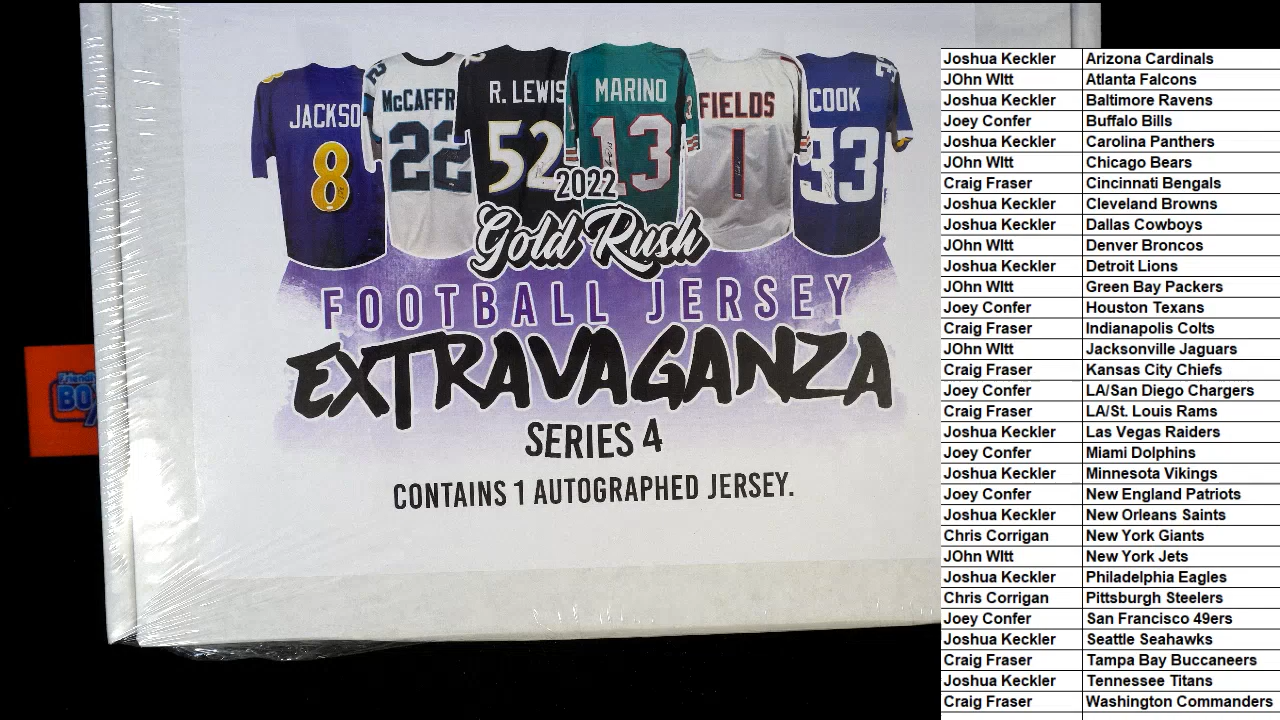 JACKSO
McCAFFR
22
R. LEWIS
52
MARINO
13
FIELDS
1
COOK
33
8
2022
Gold Rush
FOOTBALL JERSEY
EXTRAVAGANZA
SERIES 4
CONTAINS 1 AUTOGRAPHED JERSEY.
BO
Joshua Keckler Arizona Cardinals
JOhn WItt Atlanta Falcons
Joshua Keckler Baltimore Ravens
Joey Confer Buffalo Bills
Joshua Keckler Carolina Panthers
JOhn WItt Chicago Bears
Craig Fraser Cincinnati Bengals
Joshua Keckler Cleveland Browns
Joshua Keckler Dallas Cowboys
JOhn WItt Denver Broncos
Joshua Keckler Detroit Lions
JOhn WItt Green Bay Packers
Joey Confer Houston Texans
Craig Fraser Indianapolis Colts
JOhn WItt Jacksonville Jaguars
Craig Fraser Kansas City Chiefs
Joey Confer LA/San Diego Chargers
Craig Fraser LA/St. Louis Rams
Joshua Keckler Las Vegas Raiders
Joey Confer Miami Dolphins
Joshua Keckler Minnesota Vikings
Joey Confer New England Patriots
Joshua Keckler New Orleans Saints
Chris Corrigan New York Giants
JOhn WItt New York Jets
Joshua Keckler Philadelphia Eagles
Chris Corrigan Pittsburgh Steelers
Joey Confer San Francisco 49ers
Joshua Keckler Seattle Seahawks
Craig Fraser Tampa Bay Buccaneers
Joshua Keckler Tennessee Titans
Craig Fraser Washington Commanders